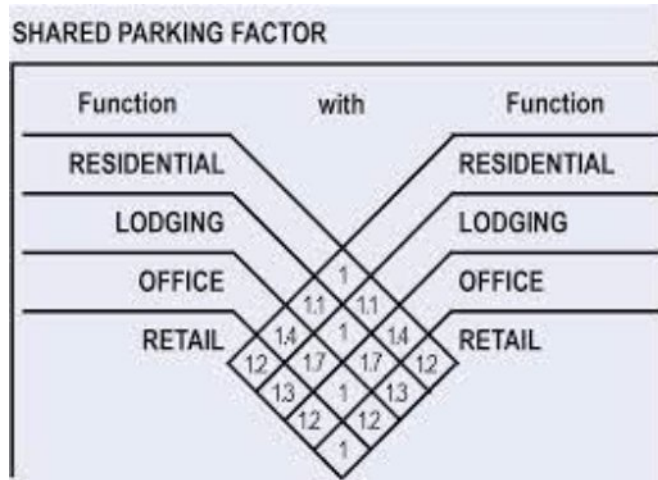 SHARED PARKING FACTOR
Function with Function
RESIDENTIAL RESIDENTIAL
LODGING LODGING
OFFICE 1 OFFICE
1.1 1.1
RETAIL 1.4 1 1.4 RETAIL
1.2 1.7 1.7 1.2
1.3 1 1.3
1.2 1.2
1